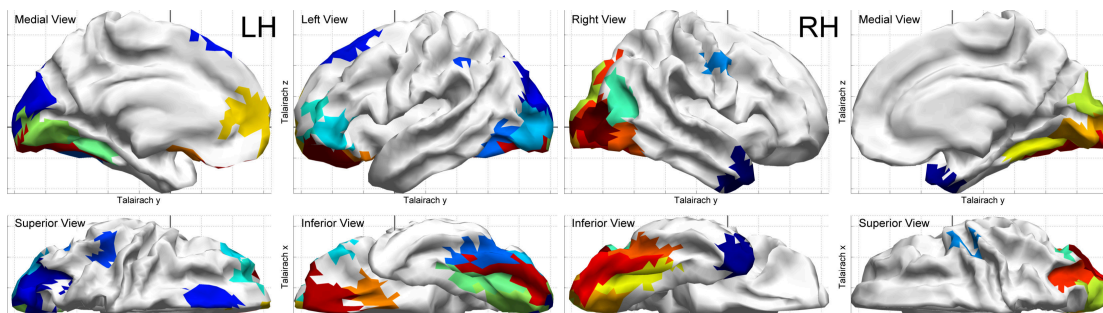 Medial View
LH
Left View
Right View
RH
Medial View
Talairach z
Talairach z
Talairach y
Talairach y
Talairach y
Superior View
Inferior View
Inferior View
Superior View
Talairach x
Talairach x